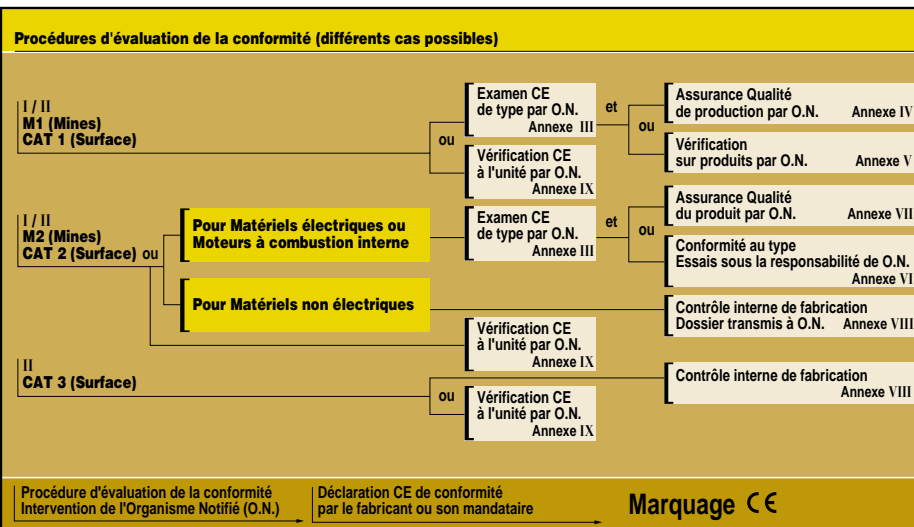 Procédures d'évaluation de la conformité (différents cas possibles)
I / II
M1 (Mines)
CAT 1 (Surface)
ou
Examen CE
de type par O.N.
Annexe III
Vérification CE
à l'unité par O.N.
Annexe IX
et
ou
Assurance Qualité
de production par O.N. Annexe IV
Vérification
sur produits par O.N. Annexe V
I / II
M2 (Mines)
CAT 2 (Surface) ou
Pour Matériels électriques ou
Moteurs à combustion interne
Examen CE
de type par O.N.
Annexe III
et
ou
Assurance Qualité
du produit par O.N. Annexe VII
Conformité au type
Essais sous la responsabilité de O.N.
Annexe VI
Pour Matériels non électriques
Contrôle interne de fabrication
Dossier transmis à O.N. Annexe VIII
Vérification CE
à l'unité par O.N.
Annexe IX
II
CAT 3 (Surface)
ou
Contrôle interne de fabrication
Annexe VIII
Vérification CE
à l'unité par O.N.
Annexe IX
Procédure d'évaluation de la conformité
Intervention de l'Organisme Notifié (O.N.)
Déclaration CE de conformité
par le fabricant ou son mandataire
Marquage CE